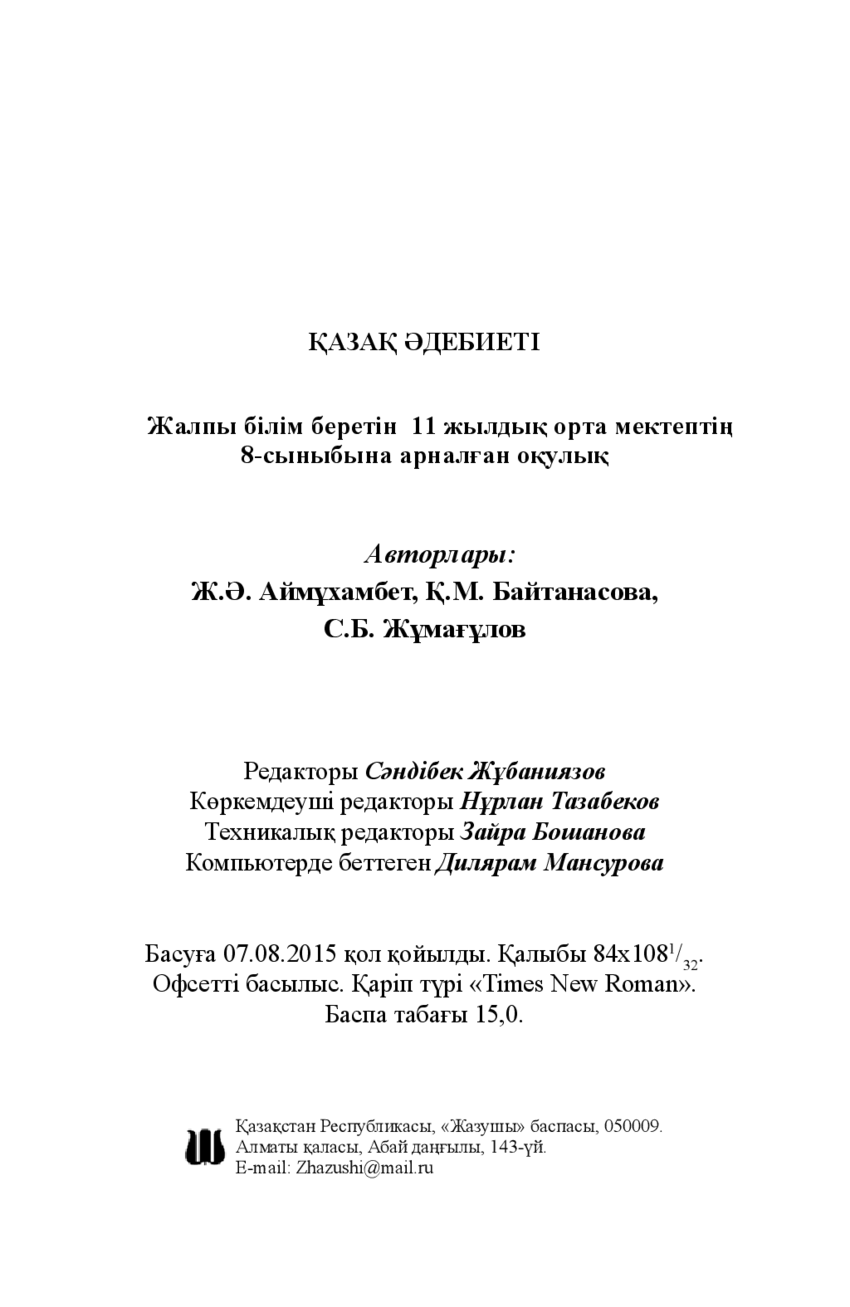 ҚАЗАҚ ӘДЕБИЕТІ
Жалпы білім беретін 11 жылдық орта мектептің
8-сыныбына арналған оқулық
Авторлары:
Ж.Ә. Аймұхамбет, Қ.М. Байтанасова,
С.Б. Жұмағұлов
Редакторы Сәндібек Жұбаниязов
Көркемдеуші редакторы Нұрлан Тазабеков
Техникалық редакторы Зайра Бошанова
Компьютерде беттеген Дилярам Мансурова
Басуға 07.08.2015 қол қойылды. Қалыбы 84х108¹/₃₂.
Офсетті басылыс. Қаріп түрі «Times New Roman».
Баспа табағы 15,0.
Қазақстан Республикасы, «Жазушы» баспасы, 050009.
Алматы қаласы, Абай даңғылы, 143-үй.
E-mail: Zhazushi@mail.ru